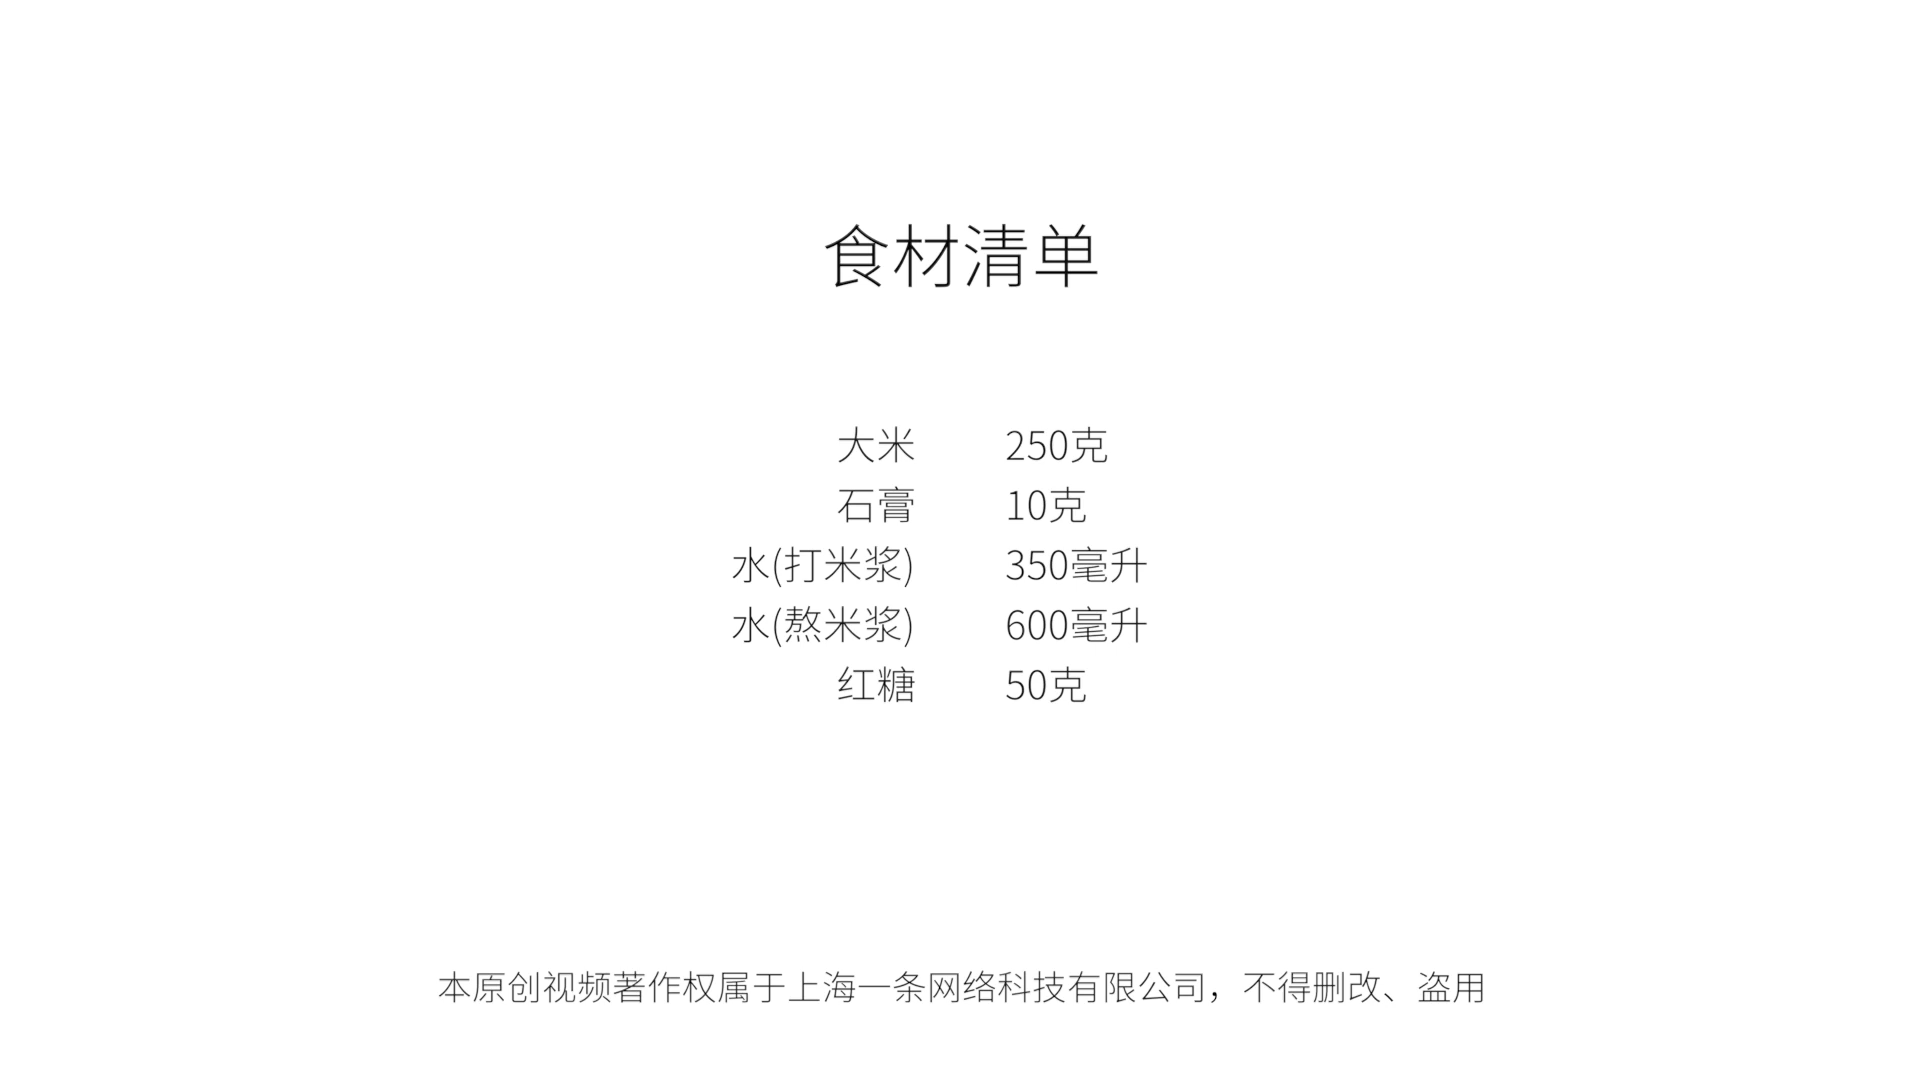 食材清单
大米 250克
石膏 10克
水(打米浆) 350毫升
水(熬米浆) 600毫升
红糖 50克
本原创视频著作权属于上海一条网络科技有限公司，不得删改、盗用